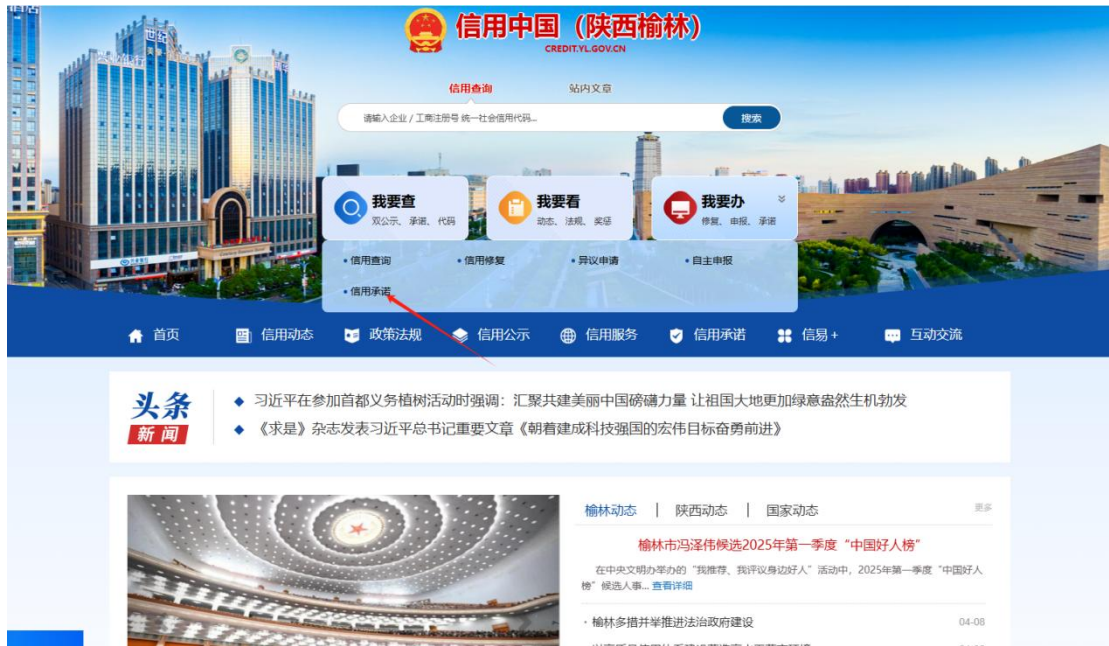 信用中国（陕西榆林）
CREDIT.YL.GOV.CN
信用查询 站内文章
请输入企业 / 工商注册号 统一社会信用代码... 搜索
我要查 我要看 我要办
双公示、承诺、代码 动态、法规、奖惩 修复、申报、承诺
信用查询 信用修复 异议申请 自主申报
信用承诺
首页 信用动态 政策法规 信用公示 信用服务 信用承诺 信易 + 互动交流
头条
新闻
习近平在参加首都义务植树活动时强调：汇聚共建美丽中国磅礴力量 让祖国大地更加绿意盎然生机勃发
《求是》杂志发表习近平总书记重要文章《朝着建成科技强国的宏伟目标奋勇前进》
榆林动态 | 陕西动态 | 国家动态 更多
榆林市冯泽伟候选2025年第一季度“中国好人榜”
在中央文明办举办的“我推荐、我评议身边好人”活动中，2025年第一季度“中国好人
榜”候选人事... 查看详细
· 榆林多措并举推进法治政府建设 04-08